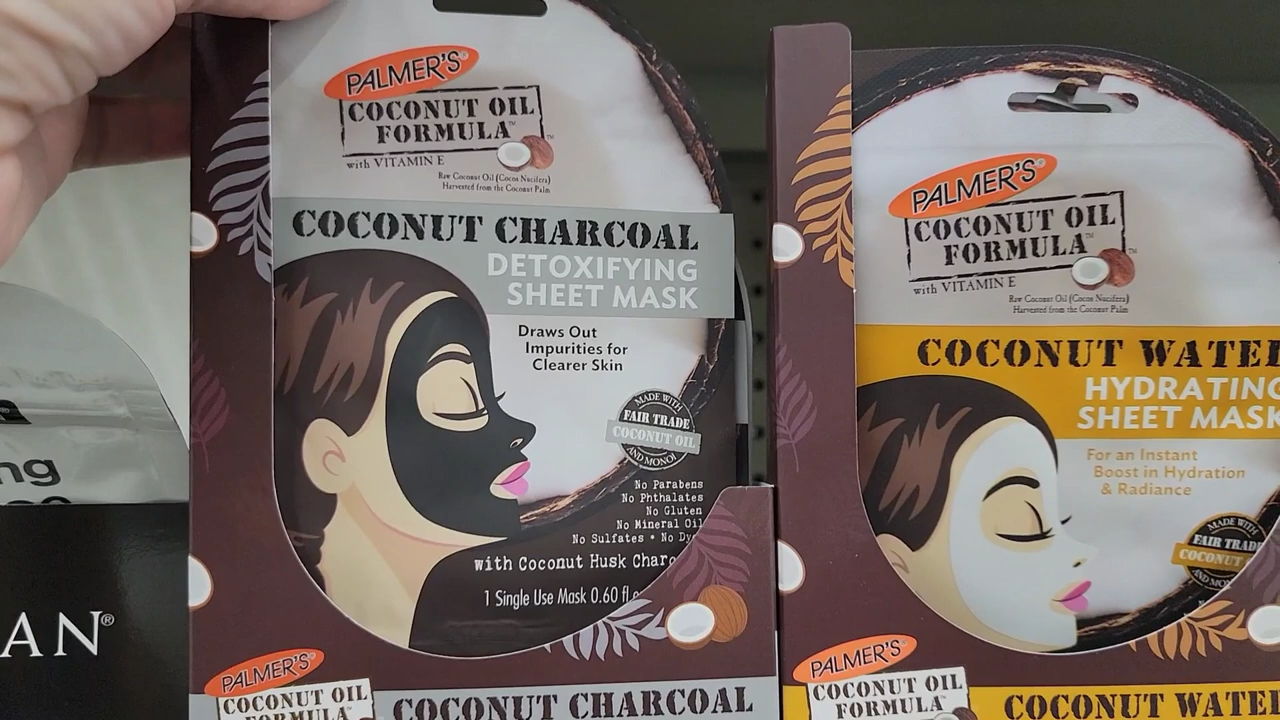 PALMER'S®
COCONUT OIL
FORMULA™
with VITAMIN E
Raw Coconut Oil (Cocos Nucifera)
Harvested from the Coconut Palm
COCONUT CHARCOAL
DETOXIFYING
SHEET MASK
Draws Out
Impurities for
Clearer Skin
MADE WITH
FAIR TRADE
COCONUT OIL
AND MONOI
No Parabens
No Phthalates
No Gluten
No Mineral Oil
No Sulfates • No
with Coconut Husk
1 Single Use Mask 0.60 fl
PALMER'S®
COCONUT OIL
FORMULA
COCONUT CHARCOAL
PALMER'S®
COCONUT OIL
FORMULA™
with VITAMIN E
Raw Coconut Oil (Cocos Nucifera)
Harvested from the Coconut Palm
COCONUT WATER
HYDRATING
SHEET MASK
For an Instant
Boost in Hydration
& Radiance
MADE WITH
FAIR TRADE
COCONUT
AND MONOI
PALMER'S®
COCONUT OIL
FORMULA
COCONUT WATER
ng
AN®